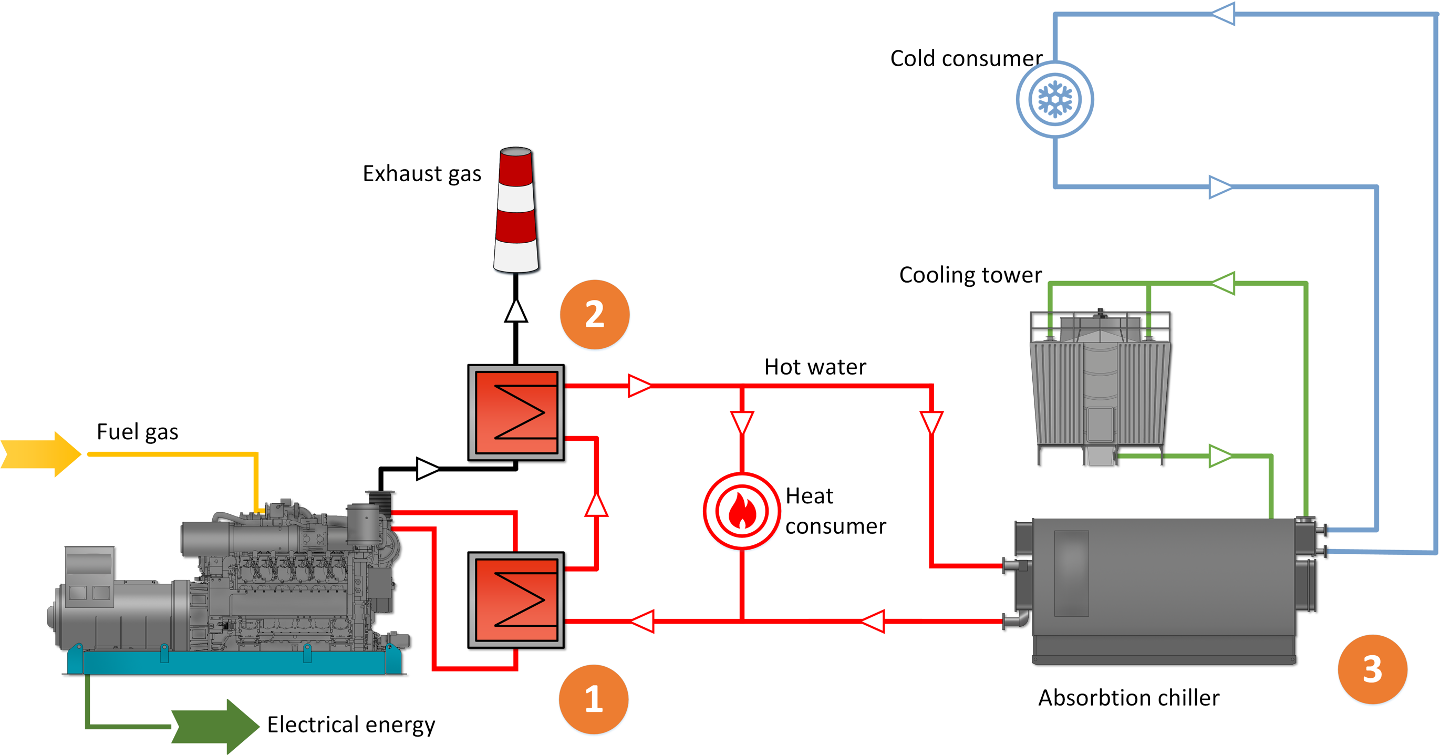 Cold consumer
Exhaust gas
2
Cooling tower
Hot water
Fuel gas
Heat
consumer
1
3
Absorbtion chiller
Electrical energy